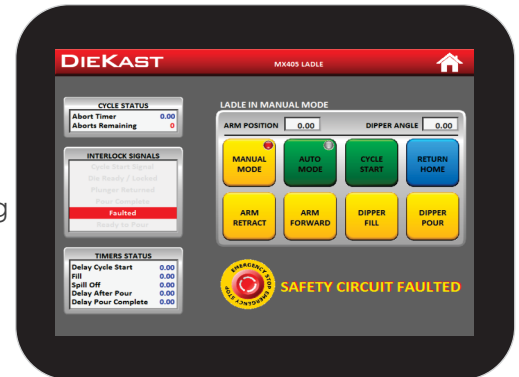 DIEKAST
MX405 LADLE
CYCLE STATUS
Abort Timer 0.00
Aborts Remaining 0
INTERLOCK SIGNALS
Cycle Start Signal
Die Ready / Locked
Plunger Returned
Pour Complete
Faulted
Ready to Pour
TIMERS STATUS
Delay Cycle Start 0.00
Fill 0.00
Spill Off 0.00
Delay After Pour 0.00
Delay Pour Complete 0.00
LADLE IN MANUAL MODE
ARM POSITION 0.00 DIPPER ANGLE 0.00
MANUAL MODE
AUTO MODE
CYCLE START
RETURN HOME
ARM RETRACT
ARM FORWARD
DIPPER FILL
DIPPER POUR
EMERGENCY STOP EMERGENCY STOP
SAFETY CIRCUIT FAULTED
g